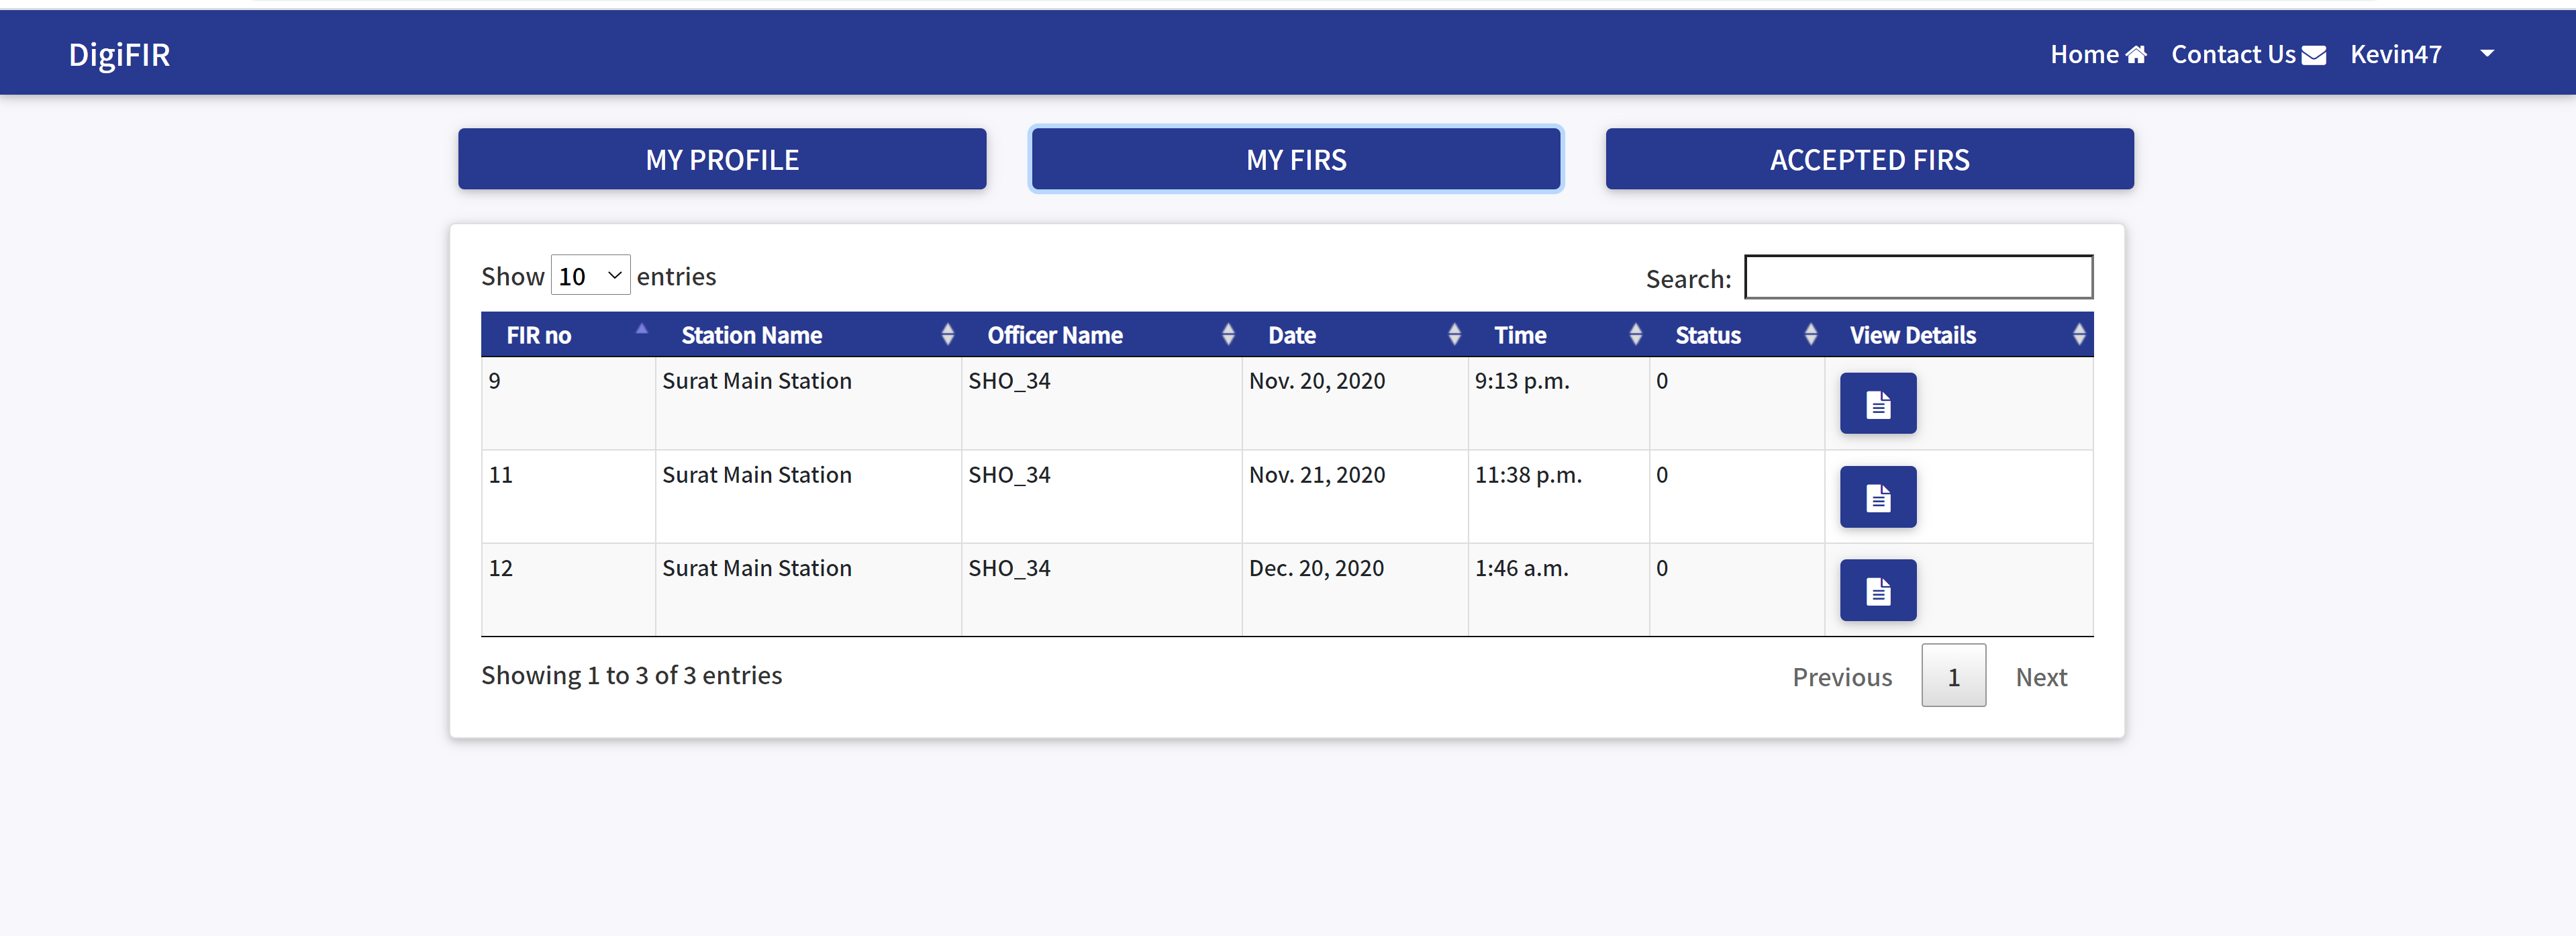 DigiFIR Home Contact Us Kevin47
MY PROFILE MY FIRS ACCEPTED FIRS
Show 10 entries Search:
FIR no Station Name Officer Name Date Time Status View Details
9 Surat Main Station SHO_34 Nov. 20, 2020 9:13 p.m. 0
11 Surat Main Station SHO_34 Nov. 21, 2020 11:38 p.m. 0
12 Surat Main Station SHO_34 Dec. 20, 2020 1:46 a.m. 0
Showing 1 to 3 of 3 entries Previous 1 Next